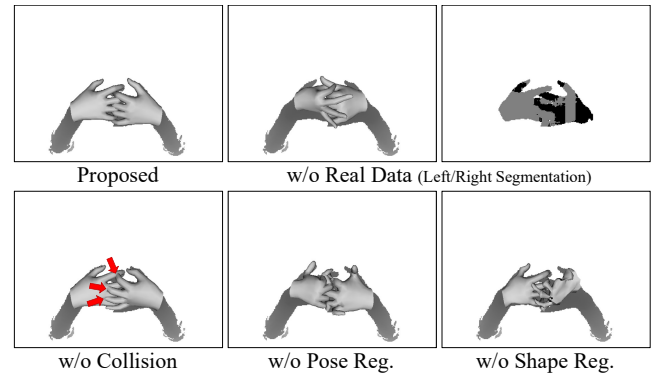 Proposed
w/o Real Data (Left/Right Segmentation)
w/o Collision
w/o Pose Reg.
w/o Shape Reg.